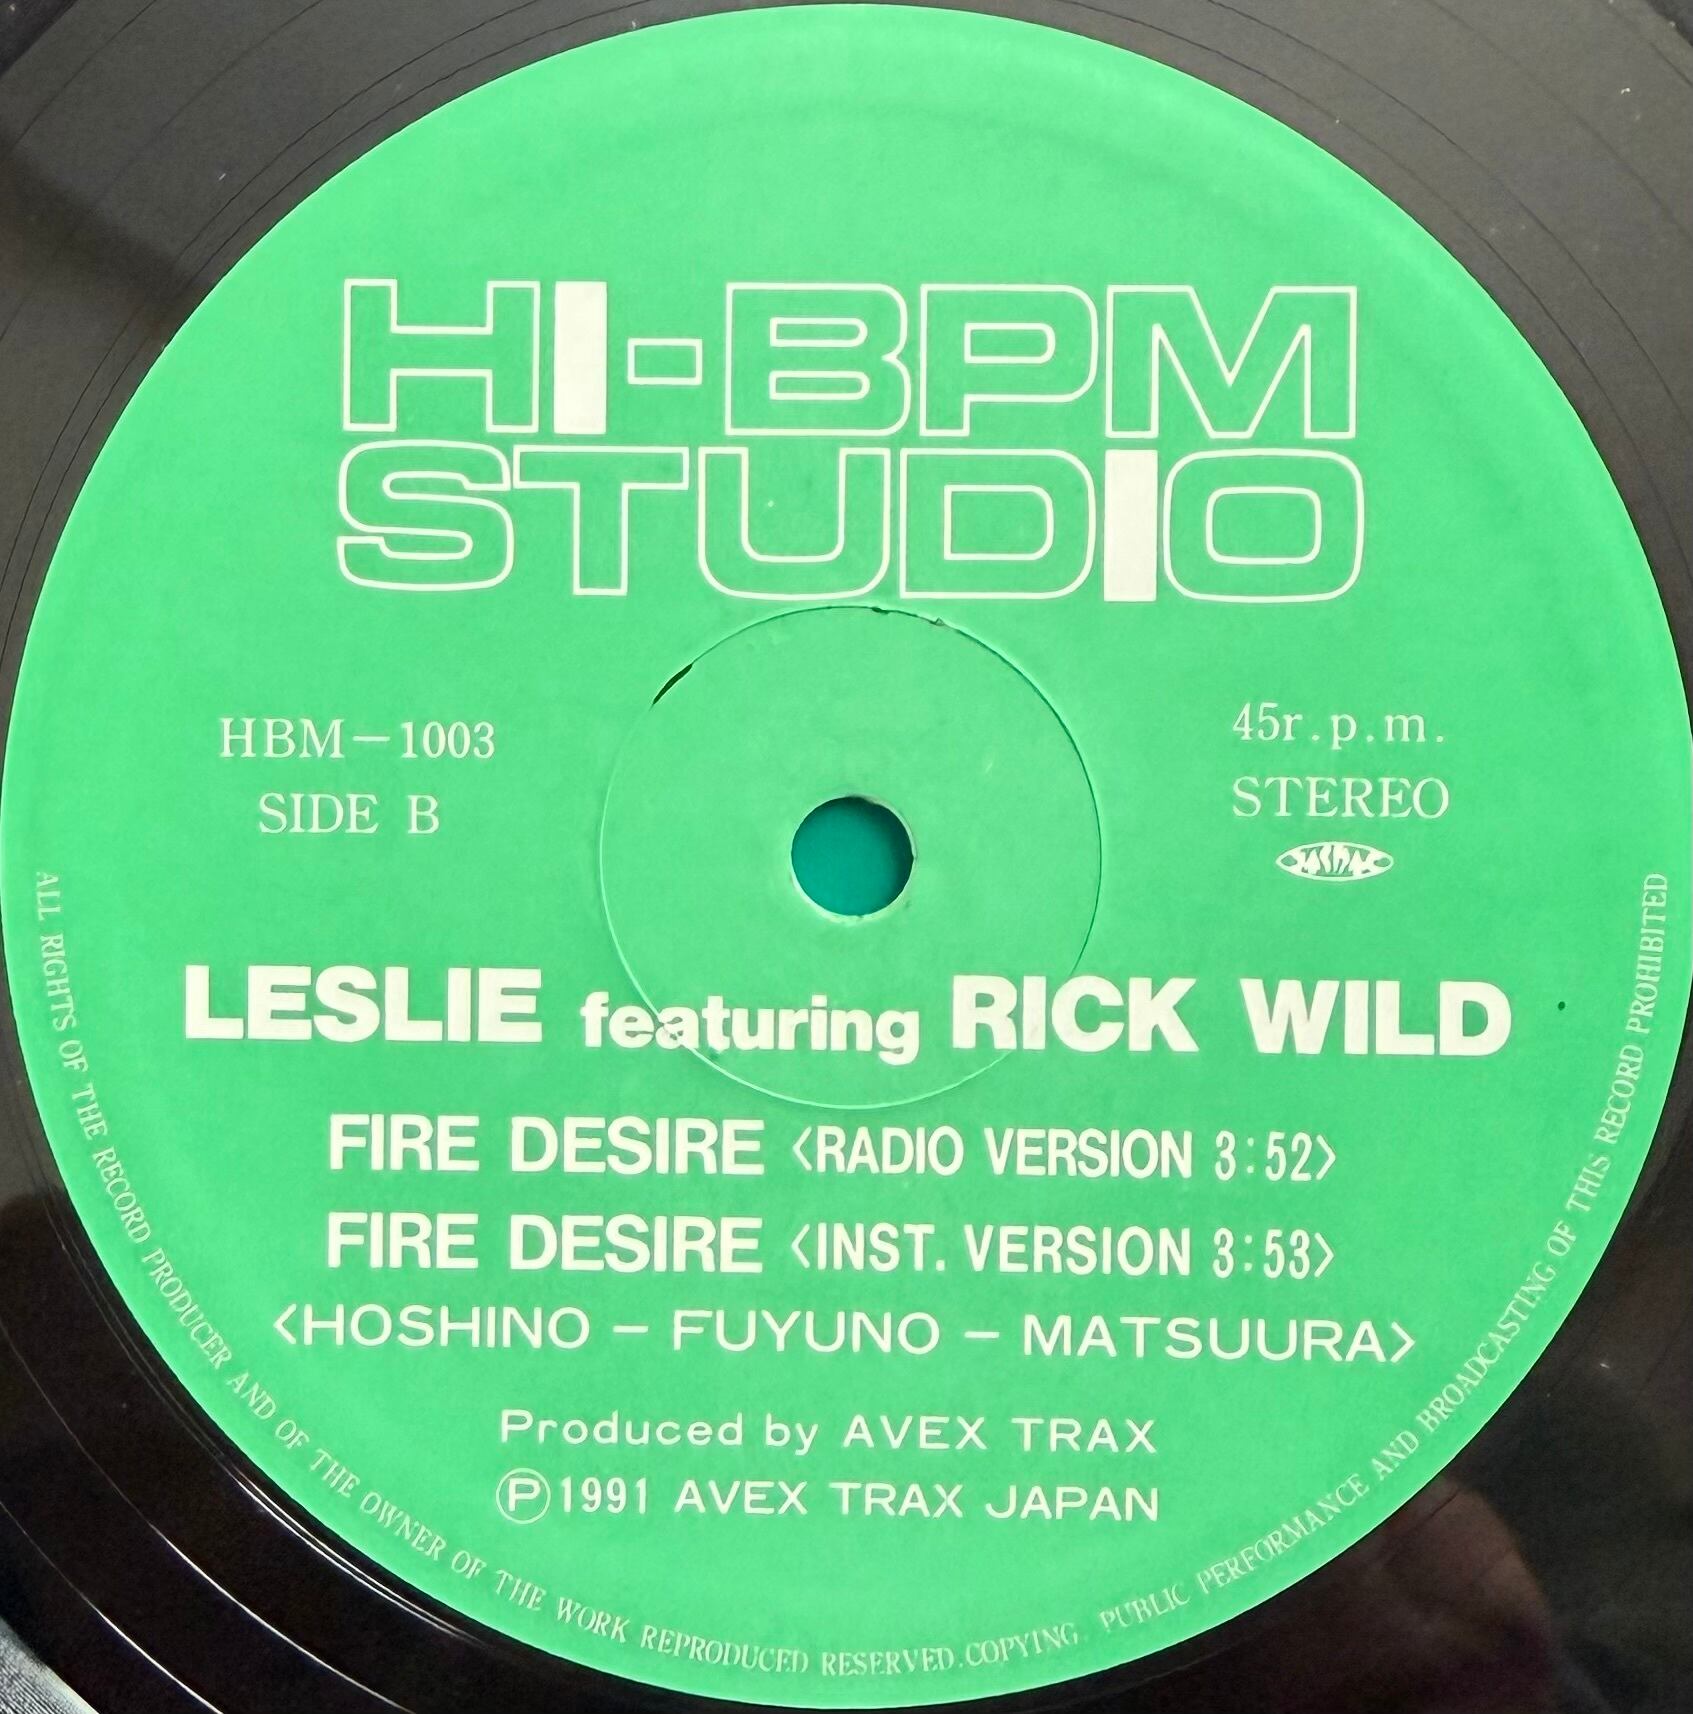 HI-BPM
STUDIO
HBM-1003
SIDE B
45r.p.m.
STEREO
JASRAC
LESLIE featuring RICK WILD
FIRE DESIRE <RADIO VERSION 3:52>
FIRE DESIRE <INST. VERSION 3:53>
<HOSHINO - FUYUNO - MATSUURA>
Produced by AVEX TRAX
Ⓟ1991 AVEX TRAX JAPAN
ALL RIGHTS OF THE RECORD PRODUCER AND OF THE OWNER OF THE WORK REPRODUCED RESERVED. COPYING. PUBLIC PERFORMANCE AND BROADCASTING OF THIS RECORD PROHIBITED